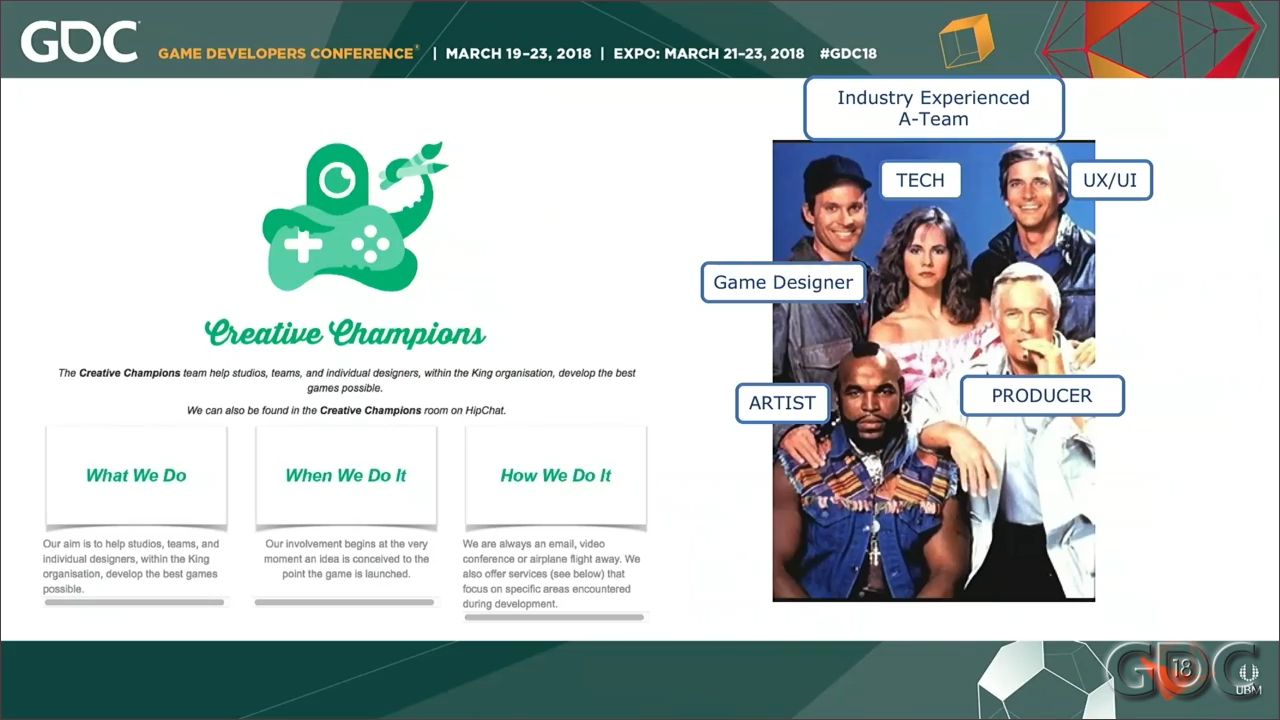 GDC GAME DEVELOPERS CONFERENCE® | MARCH 19–23, 2018 | EXPO: MARCH 21–23, 2018 #GDC18
Creative Champions
The Creative Champions team help studios, teams, and individual designers, within the King organisation, develop the best
games possible.
We can also be found in the Creative Champions room on HipChat.
What We Do
Our aim is to help studios, teams, and
individual designers, within the King
organisation, develop the best games
possible.
When We Do It
Our involvement begins at the very
moment an idea is conceived to the
point the game is launched.
How We Do It
We are always an email, video
conference or airplane flight away. We
also offer services (see below) that
focus on specific areas encountered
during development.
Industry Experienced
A-Team
TECH
UX/UI
Game Designer
ARTIST
PRODUCER
GDC
18
UBM